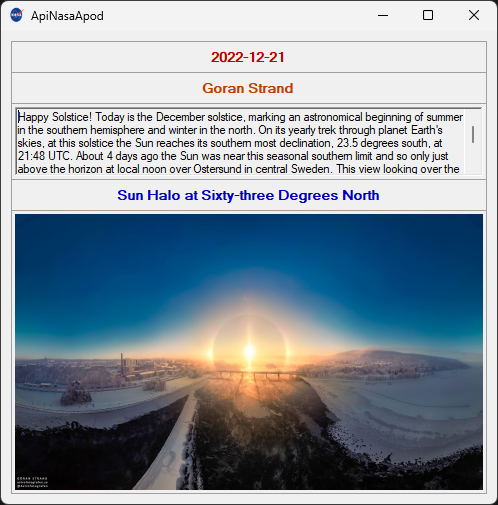 ApiNasaApod
2022-12-21
Goran Strand
Happy Solstice! Today is the December solstice, marking an astronomical beginning of summer
in the southern hemisphere and winter in the north. On its yearly trek through planet Earth's
skies, at this solstice the Sun reaches its southern most declination, 23.5 degrees south, at
21:48 UTC. About 4 days ago the Sun was near this seasonal southern limit and so only just
above the horizon at local noon over Ostersund in central Sweden. This view looking over the
Sun Halo at Sixty-three Degrees North
GÖRAN STRAND